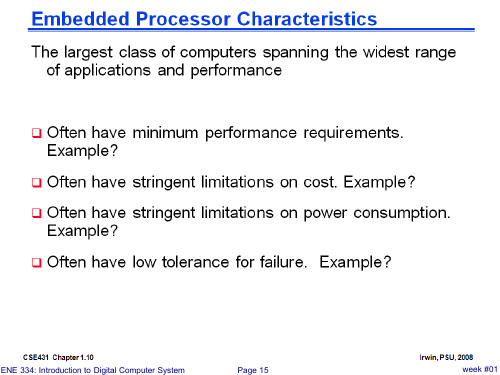 Embedded Processor Characteristics
The largest class of computers spanning the widest range
of applications and performance
Often have minimum performance requirements.
Example?
Often have stringent limitations on cost. Example?
Often have stringent limitations on power consumption.
Example?
Often have low tolerance for failure. Example?
CSE431 Chapter 1.10
Irwin, PSU, 2008
ENE 334: Introduction to Digital Computer System
Page 15
week #01